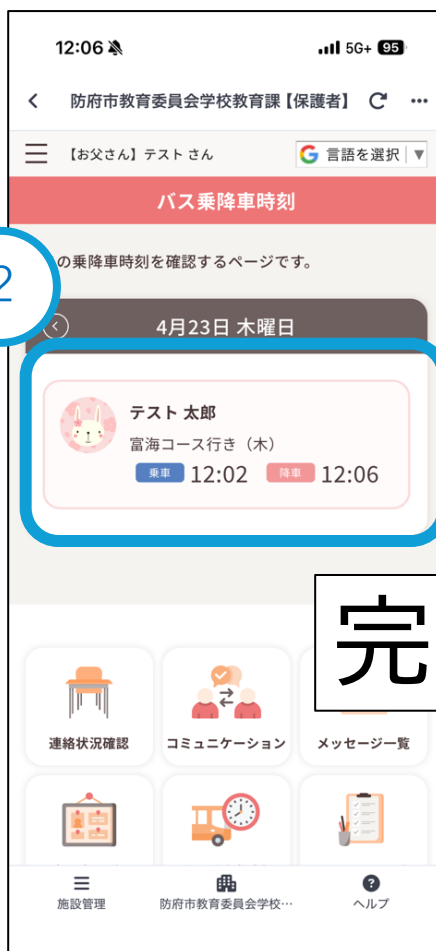 12:06 5G+ 95
防府市教育委員会学校教育課【保護者】
【お父さん】テスト さん
G 言語を選択 ▼
バス乗降車時刻
の乗降車時刻を確認するページです。
2
4月23日 木曜日
テスト 太郎
富海コース行き（木）
乗車 12:02 降車 12:06
完
連絡状況確認 コミュニケーション メッセージ一覧
施設管理 防府市教育委員会学校… ヘルプ